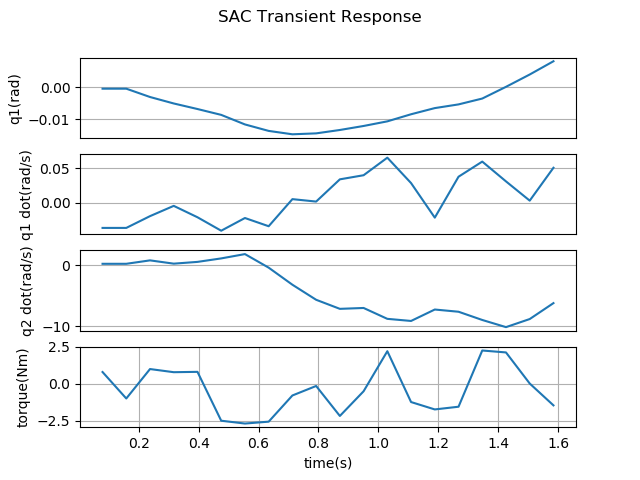 SAC Transient Response
q1(rad)
0.00
−0.01
q1 dot(rad/s)
0.05
0.00
q2 dot(rad/s)
0
−10
torque(Nm)
2.5
0.0
−2.5
0.2 0.4 0.6 0.8 1.0 1.2 1.4 1.6
time(s)